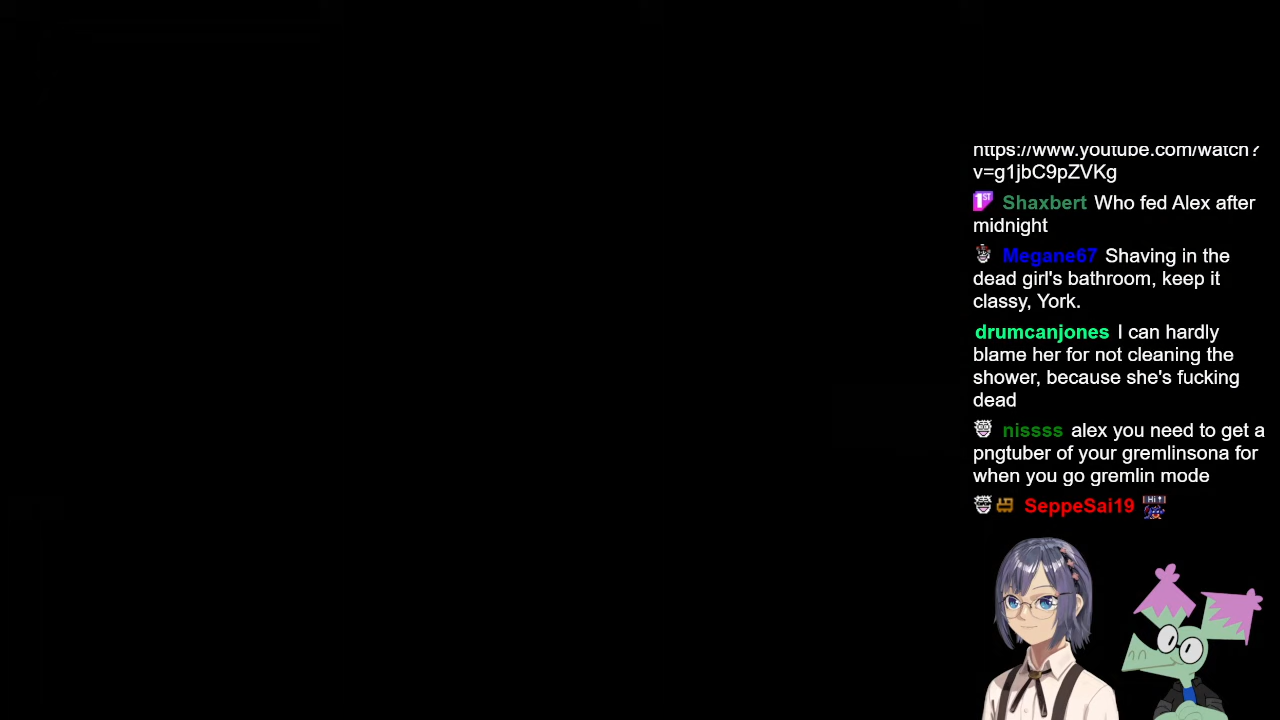 https://www.youtube.com/watch?
v=g1jbC9pZVKg
1ST Shaxbert Who fed Alex after
midnight
Megane67 Shaving in the
dead girl's bathroom, keep it
classy, York.
drumcanjones I can hardly
blame her for not cleaning the
shower, because she's fucking
dead
nissss alex you need to get a
pngtuber of your gremlinsona for
when you go gremlin mode
SeppeSai19 Hi!